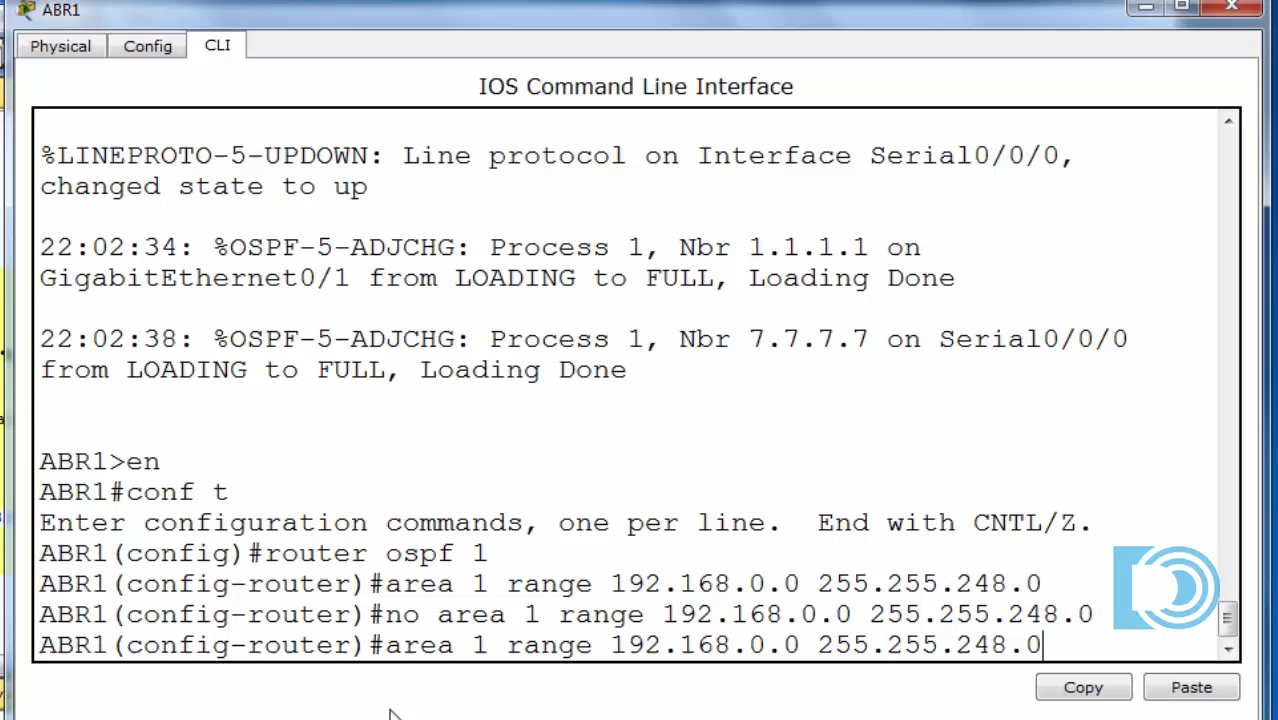 ABR1
Physical Config CLI
IOS Command Line Interface
%LINEPROTO-5-UPDOWN: Line protocol on Interface Serial0/0/0,
changed state to up
22:02:34: %OSPF-5-ADJCHG: Process 1, Nbr 1.1.1.1 on
GigabitEthernet0/1 from LOADING to FULL, Loading Done
22:02:38: %OSPF-5-ADJCHG: Process 1, Nbr 7.7.7.7 on Serial0/0/0
from LOADING to FULL, Loading Done
ABR1>en
ABR1#conf t
Enter configuration commands, one per line.  End with CNTL/Z.
ABR1(config)#router ospf 1
ABR1(config-router)#area 1 range 192.168.0.0 255.255.248.0
ABR1(config-router)#no area 1 range 192.168.0.0 255.255.248.0
ABR1(config-router)#area 1 range 192.168.0.0 255.255.248.0
Copy Paste